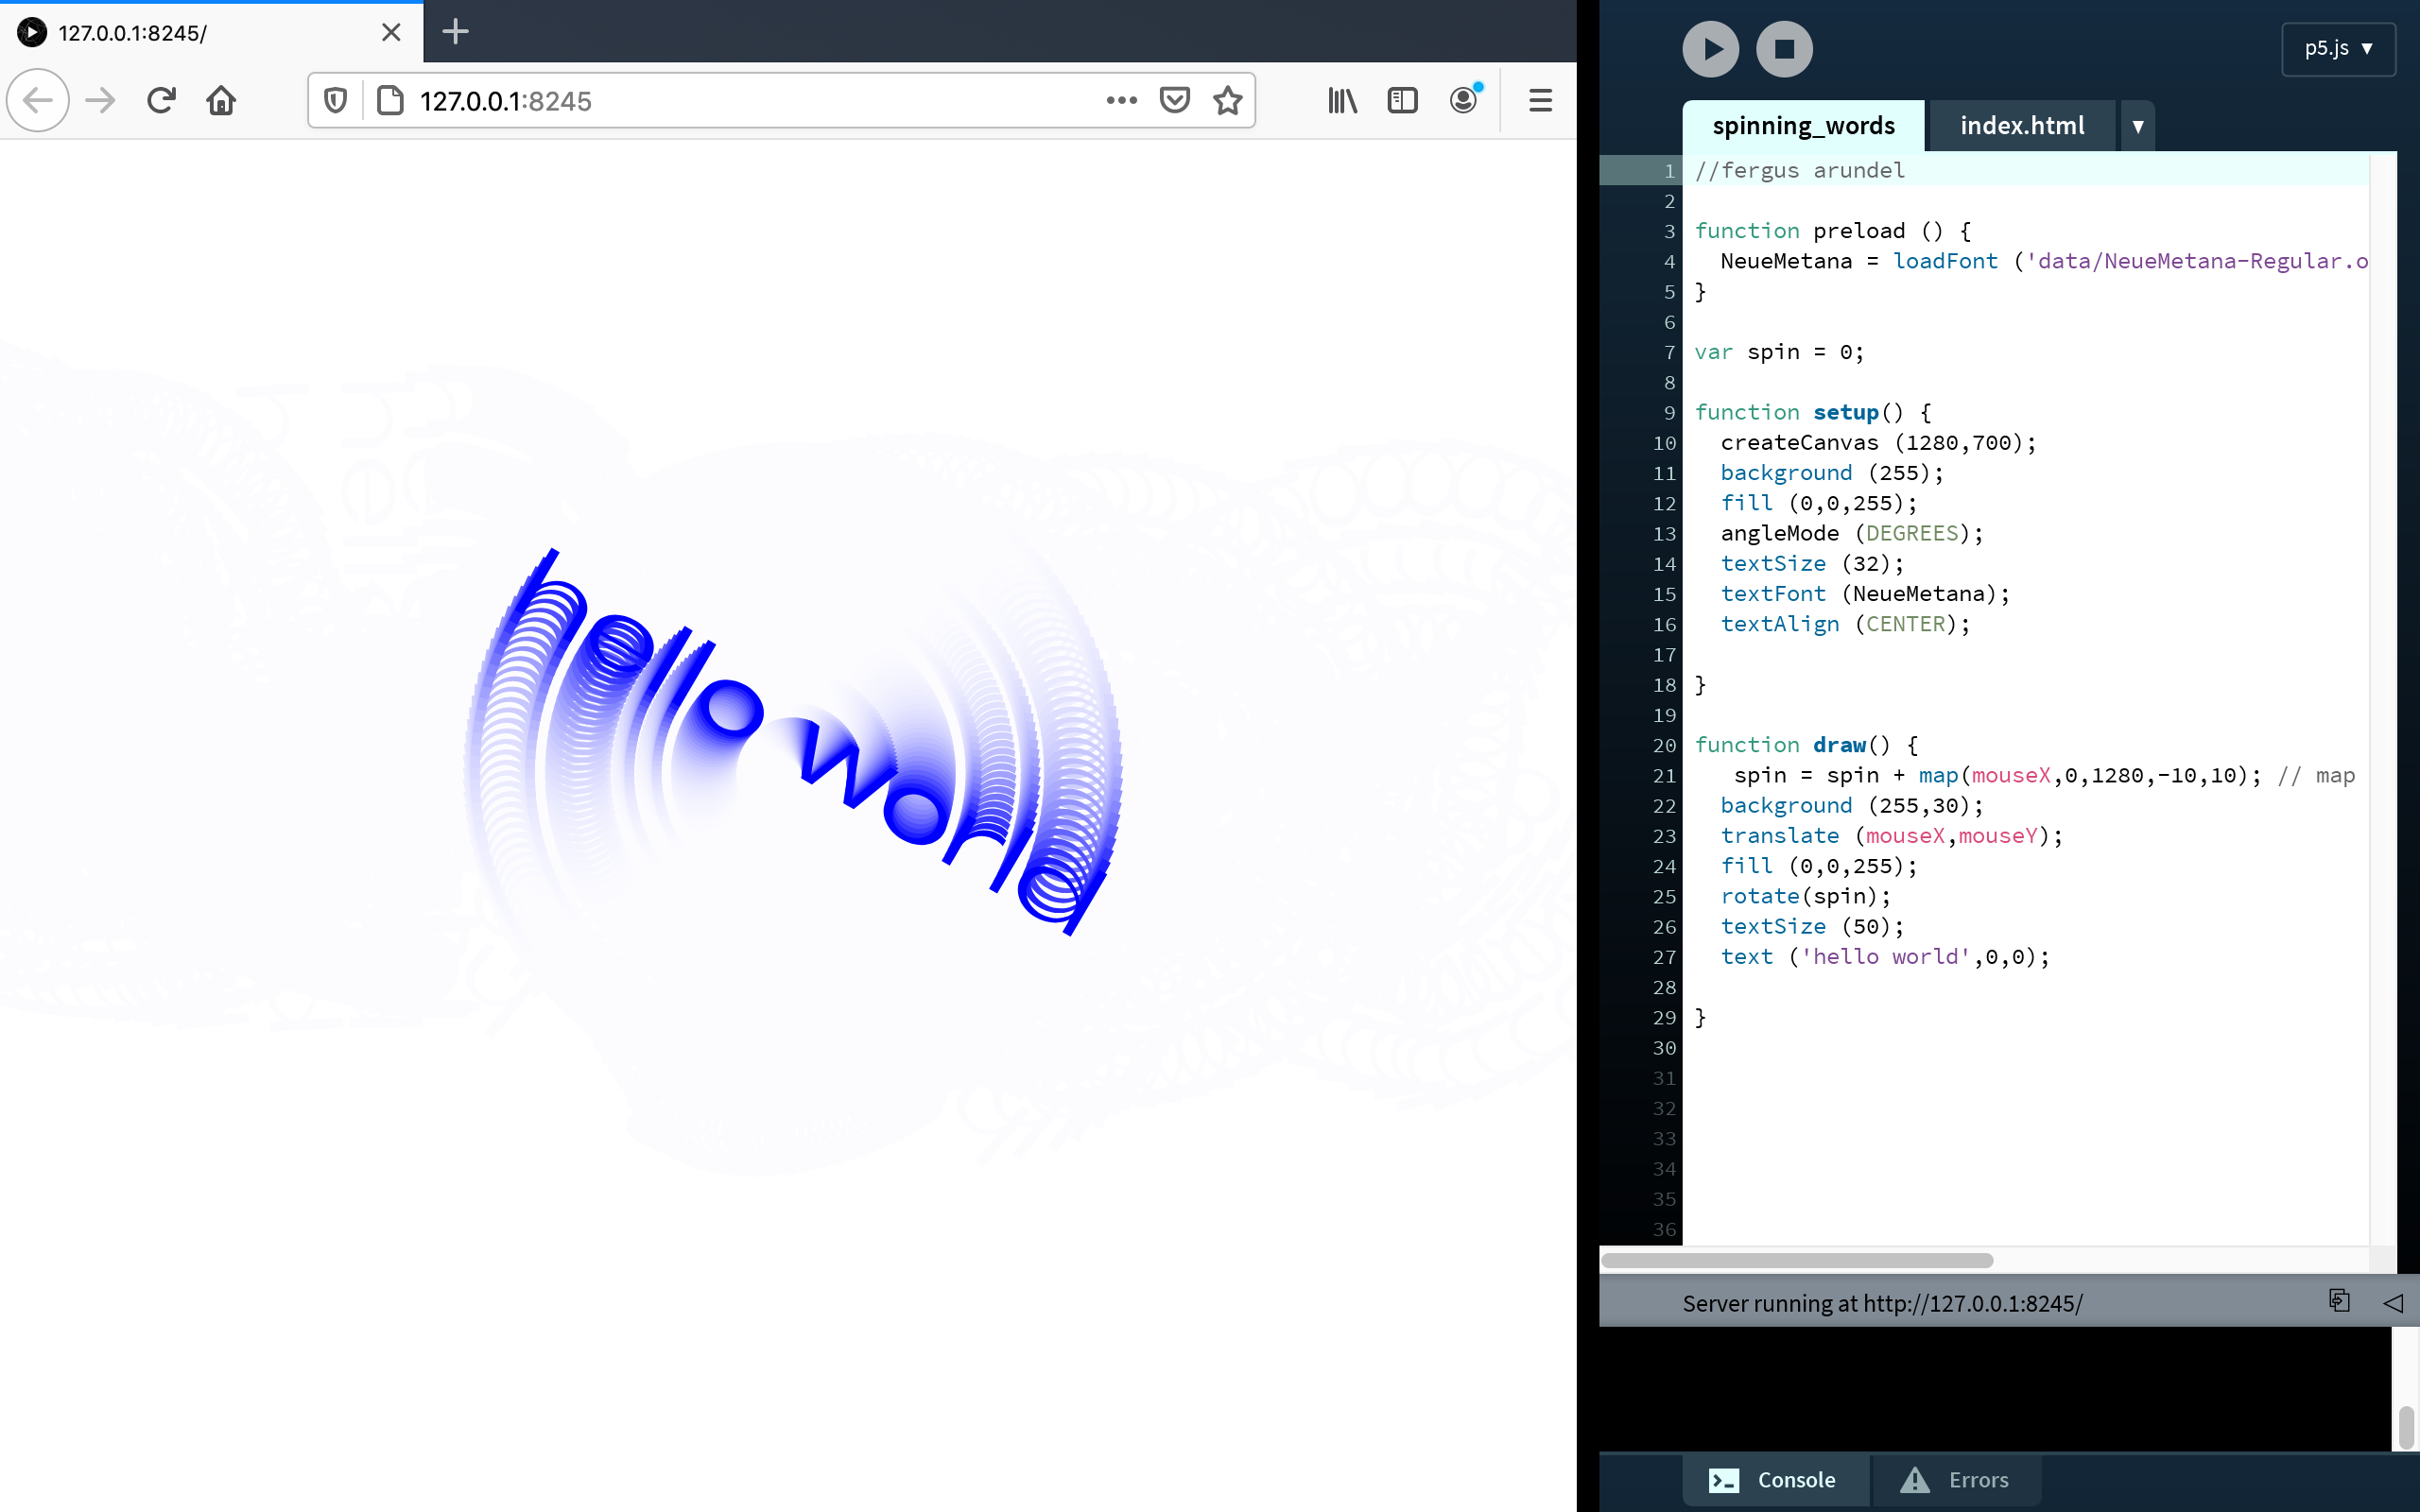 127.0.0.1:8245/
127.0.0.1:8245
hello world
p5.js ▼
spinning_words
index.html
▼
1 //fergus arundel
2
3 function preload () {
4   NeueMetana = loadFont ('data/NeueMetana-Regular.o
5 }
6
7 var spin = 0;
8
9 function setup() {
10   createCanvas (1280,700);
11   background (255);
12   fill (0,0,255);
13   angleMode (DEGREES);
14   textSize (32);
15   textFont (NeueMetana);
16   textAlign (CENTER);
17
18 }
19
20 function draw() {
21    spin = spin + map(mouseX,0,1280,-10,10); // map
22   background (255,30);
23   translate (mouseX,mouseY);
24   fill (0,0,255);
25   rotate(spin);
26   textSize (50);
27   text ('hello world',0,0);
28
29 }
30
31
32
33
34
35
36
Server running at http://127.0.0.1:8245/
Console
Errors